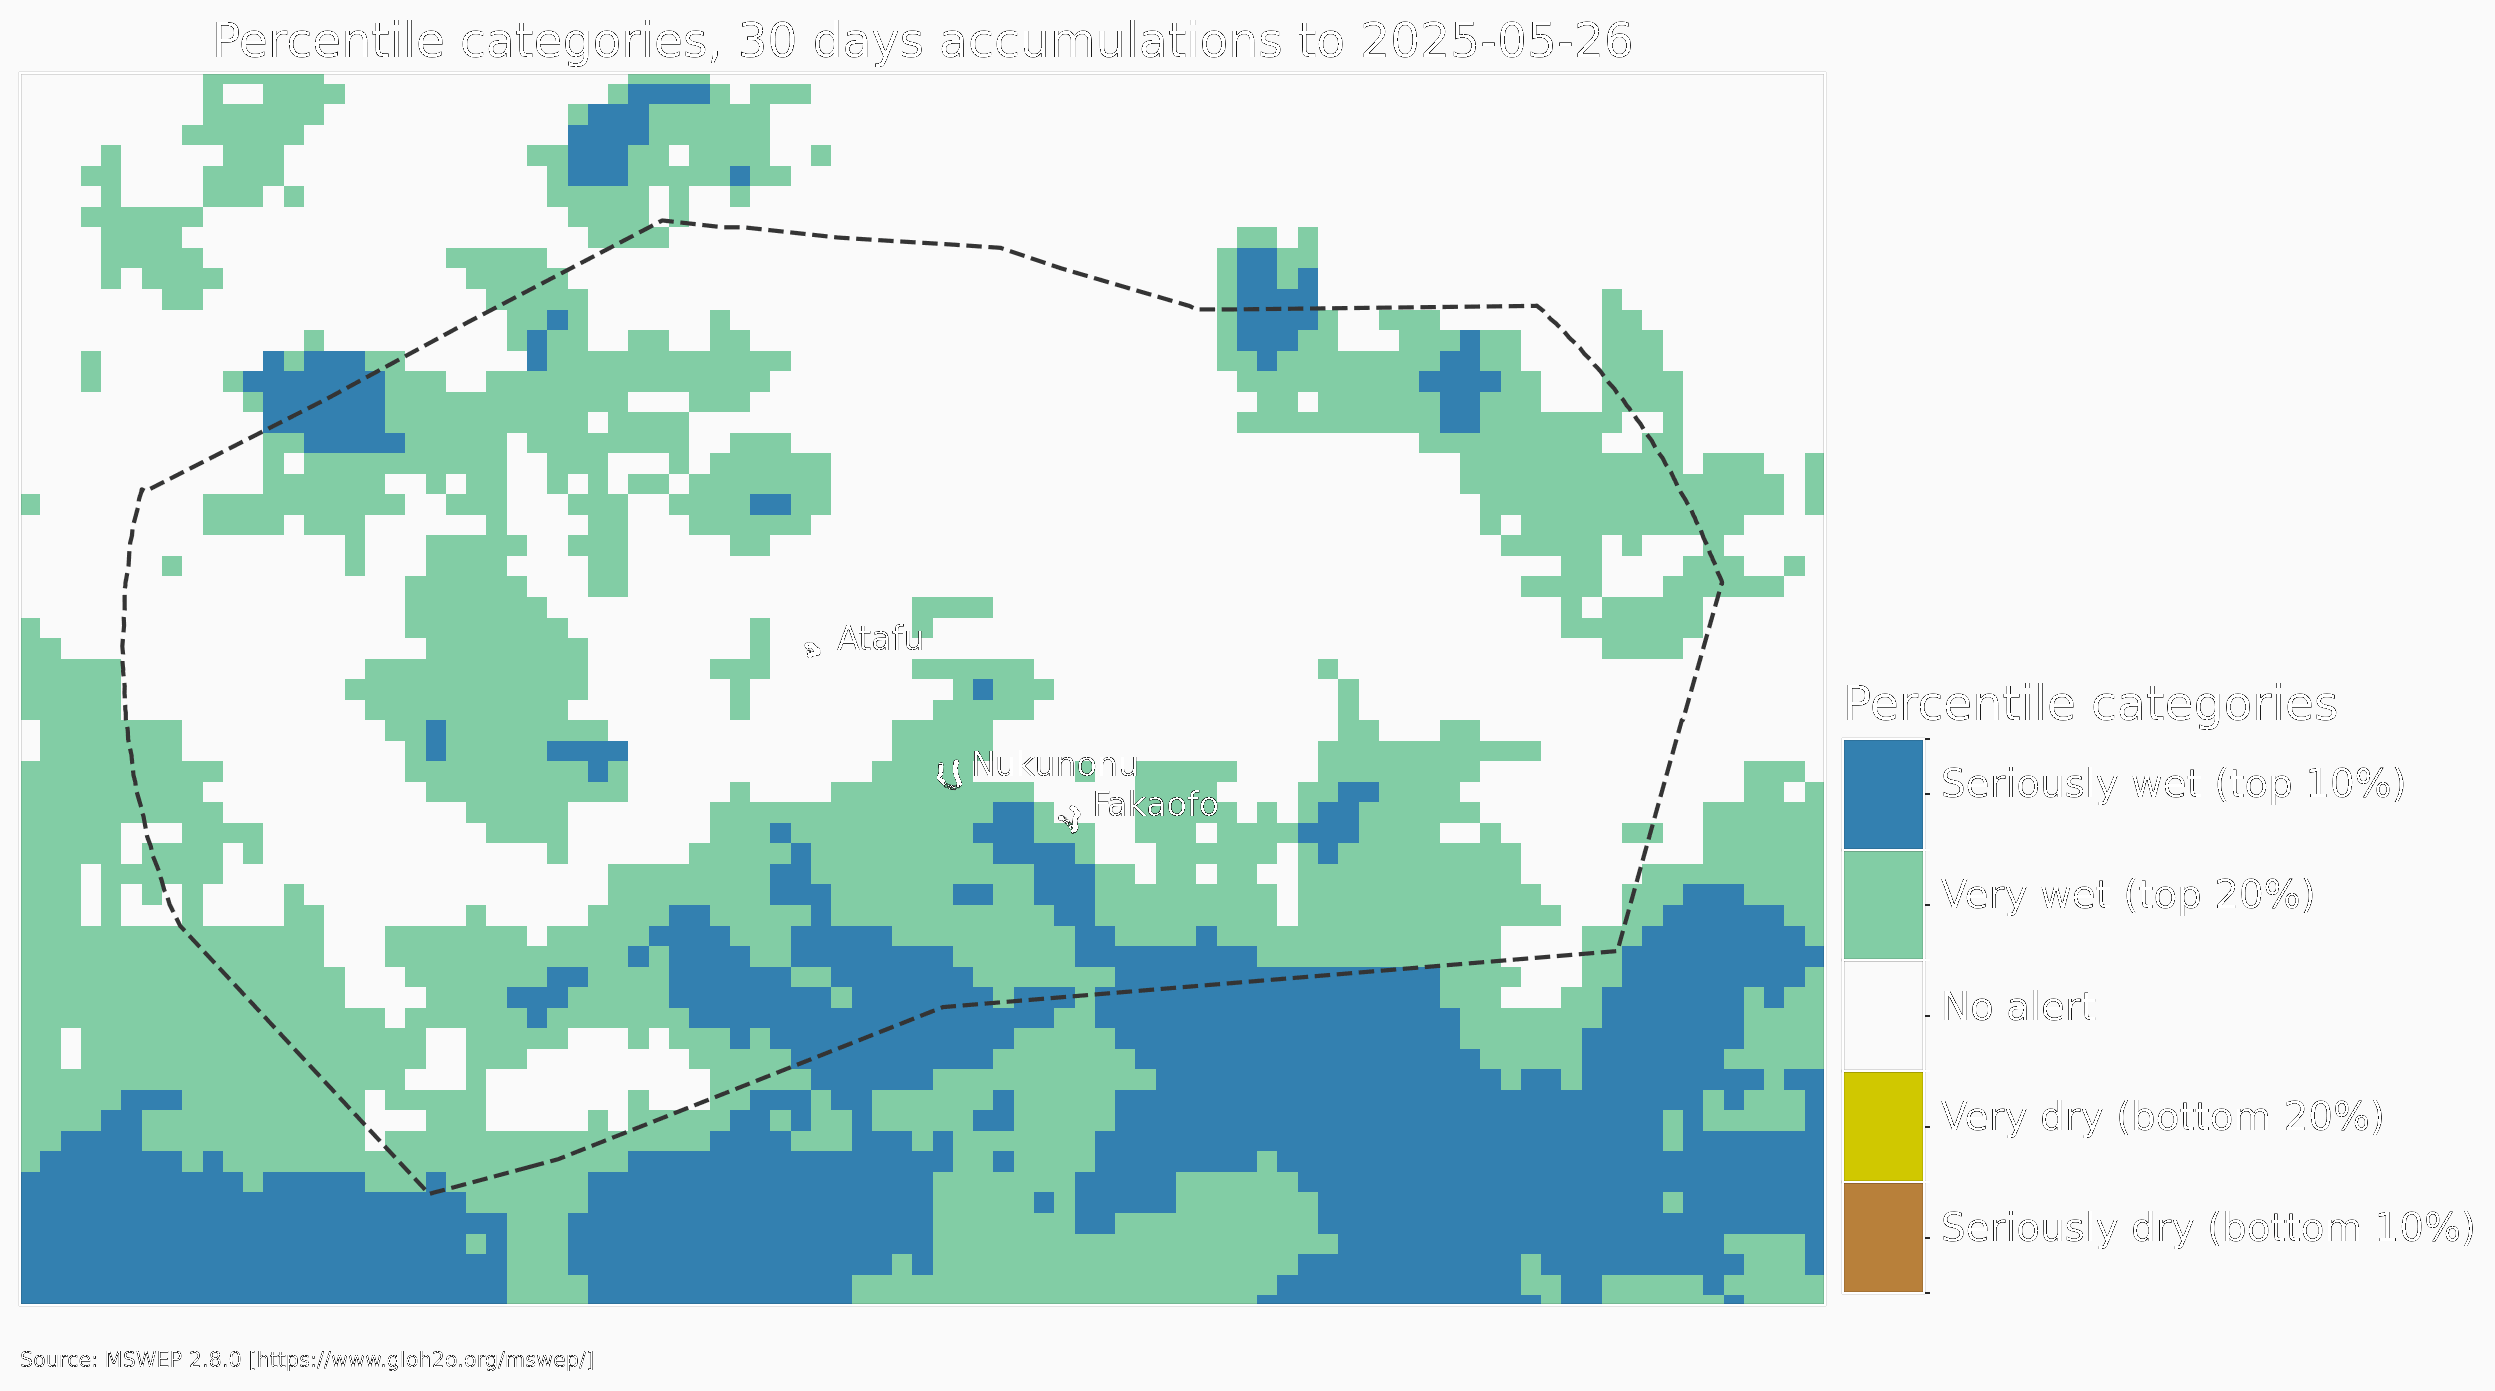 Percentile categories, 30 days accumulations to 2025-05-26
Atafu
Nukunonu
Fakaofo
Percentile categories
Seriously wet (top 10%)
Very wet (top 20%)
No alert
Very dry (bottom 20%)
Seriously dry (bottom 10%)
Source: MSWEP 2.8.0 [https://www.gloh2o.org/mswep/]